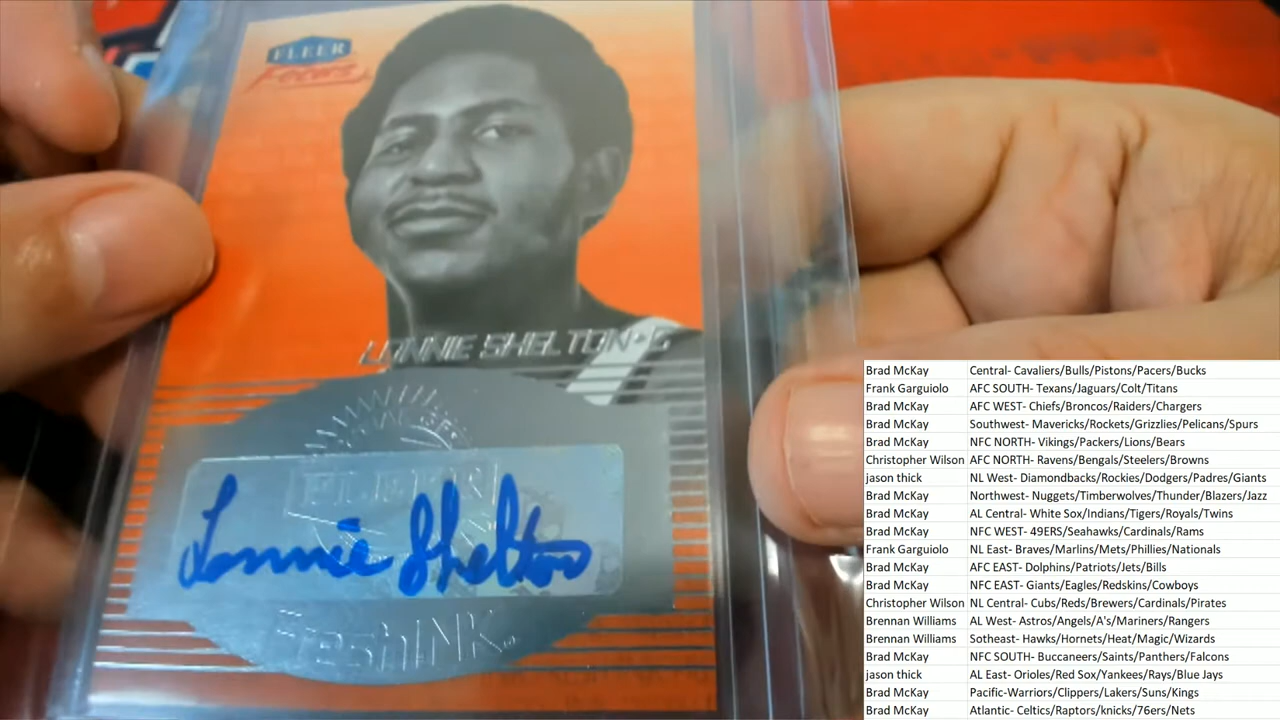 FLEER
Focus
LONNIE SHELTON • C
FLEER
Lonnie Shelton
FreshINK
Brad McKay Central- Cavaliers/Bulls/Pistons/Pacers/Bucks
Frank Garguiolo AFC SOUTH- Texans/Jaguars/Colt/Titans
Brad McKay AFC WEST- Chiefs/Broncos/Raiders/Chargers
Brad McKay Southwest- Mavericks/Rockets/Grizzlies/Pelicans/Spurs
Brad McKay NFC NORTH- Vikings/Packers/Lions/Bears
Christopher Wilson AFC NORTH- Ravens/Bengals/Steelers/Browns
jason thick NL West- Diamondbacks/Rockies/Dodgers/Padres/Giants
Brad McKay Northwest- Nuggets/Timberwolves/Thunder/Blazers/Jazz
Brad McKay AL Central- White Sox/Indians/Tigers/Royals/Twins
Brad McKay NFC WEST- 49ERS/Seahawks/Cardinals/Rams
Frank Garguiolo NL East- Braves/Marlins/Mets/Phillies/Nationals
Brad McKay AFC EAST- Dolphins/Patriots/Jets/Bills
Brad McKay NFC EAST- Giants/Eagles/Redskins/Cowboys
Christopher Wilson NL Central- Cubs/Reds/Brewers/Cardinals/Pirates
Brennan Williams AL West- Astros/Angels/A's/Mariners/Rangers
Brennan Williams Sotheast- Hawks/Hornets/Heat/Magic/Wizards
Brad McKay NFC SOUTH- Buccaneers/Saints/Panthers/Falcons
jason thick AL East- Orioles/Red Sox/Yankees/Rays/Blue Jays
Brad McKay Pacific-Warriors/Clippers/Lakers/Suns/Kings
Brad McKay Atlantic- Celtics/Raptors/knicks/76ers/Nets